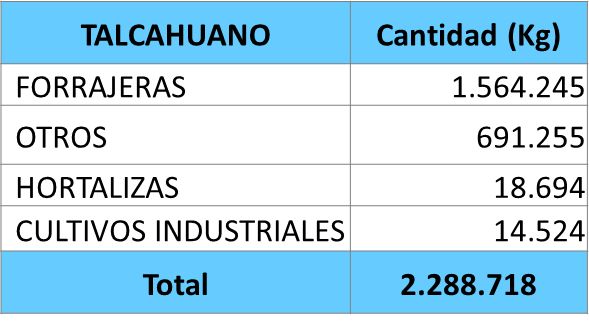 TALCAHUANO Cantidad (Kg)
FORRAJERAS 1.564.245
OTROS 691.255
HORTALIZAS 18.694
CULTIVOS INDUSTRIALES 14.524
Total 2.288.718